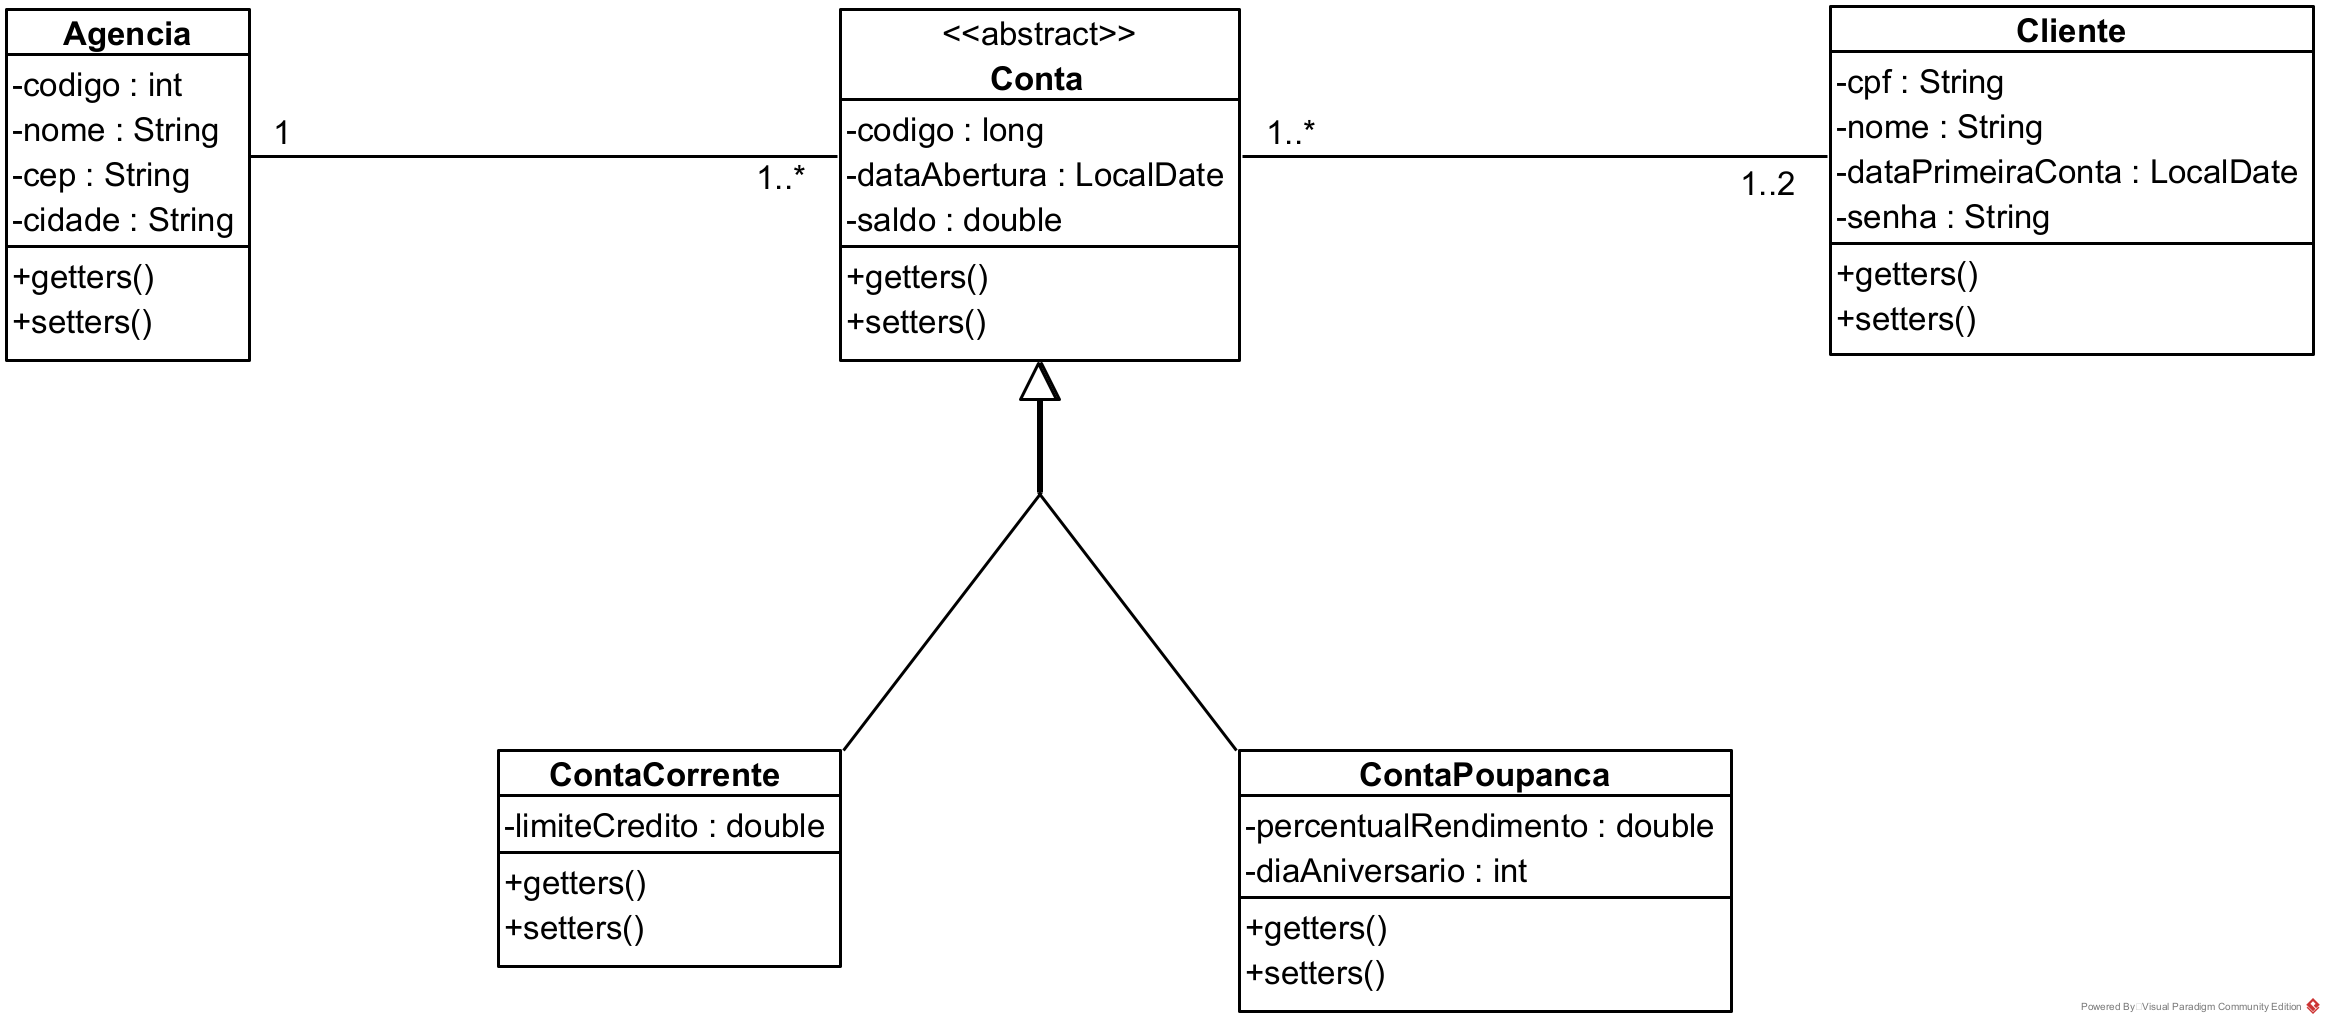 Agencia
-codigo : int
-nome : String
-cep : String
-cidade : String
+getters()
+setters()
1
1..*
<<abstract>>
Conta
-codigo : long
-dataAbertura : LocalDate
-saldo : double
+getters()
+setters()
1..*
1..2
Cliente
-cpf : String
-nome : String
-dataPrimeiraConta : LocalDate
-senha : String
+getters()
+setters()
ContaCorrente
-limiteCredito : double
+getters()
+setters()
ContaPoupanca
-percentualRendimento : double
-diaAniversario : int
+getters()
+setters()
Powered By Visual Paradigm Community Edition